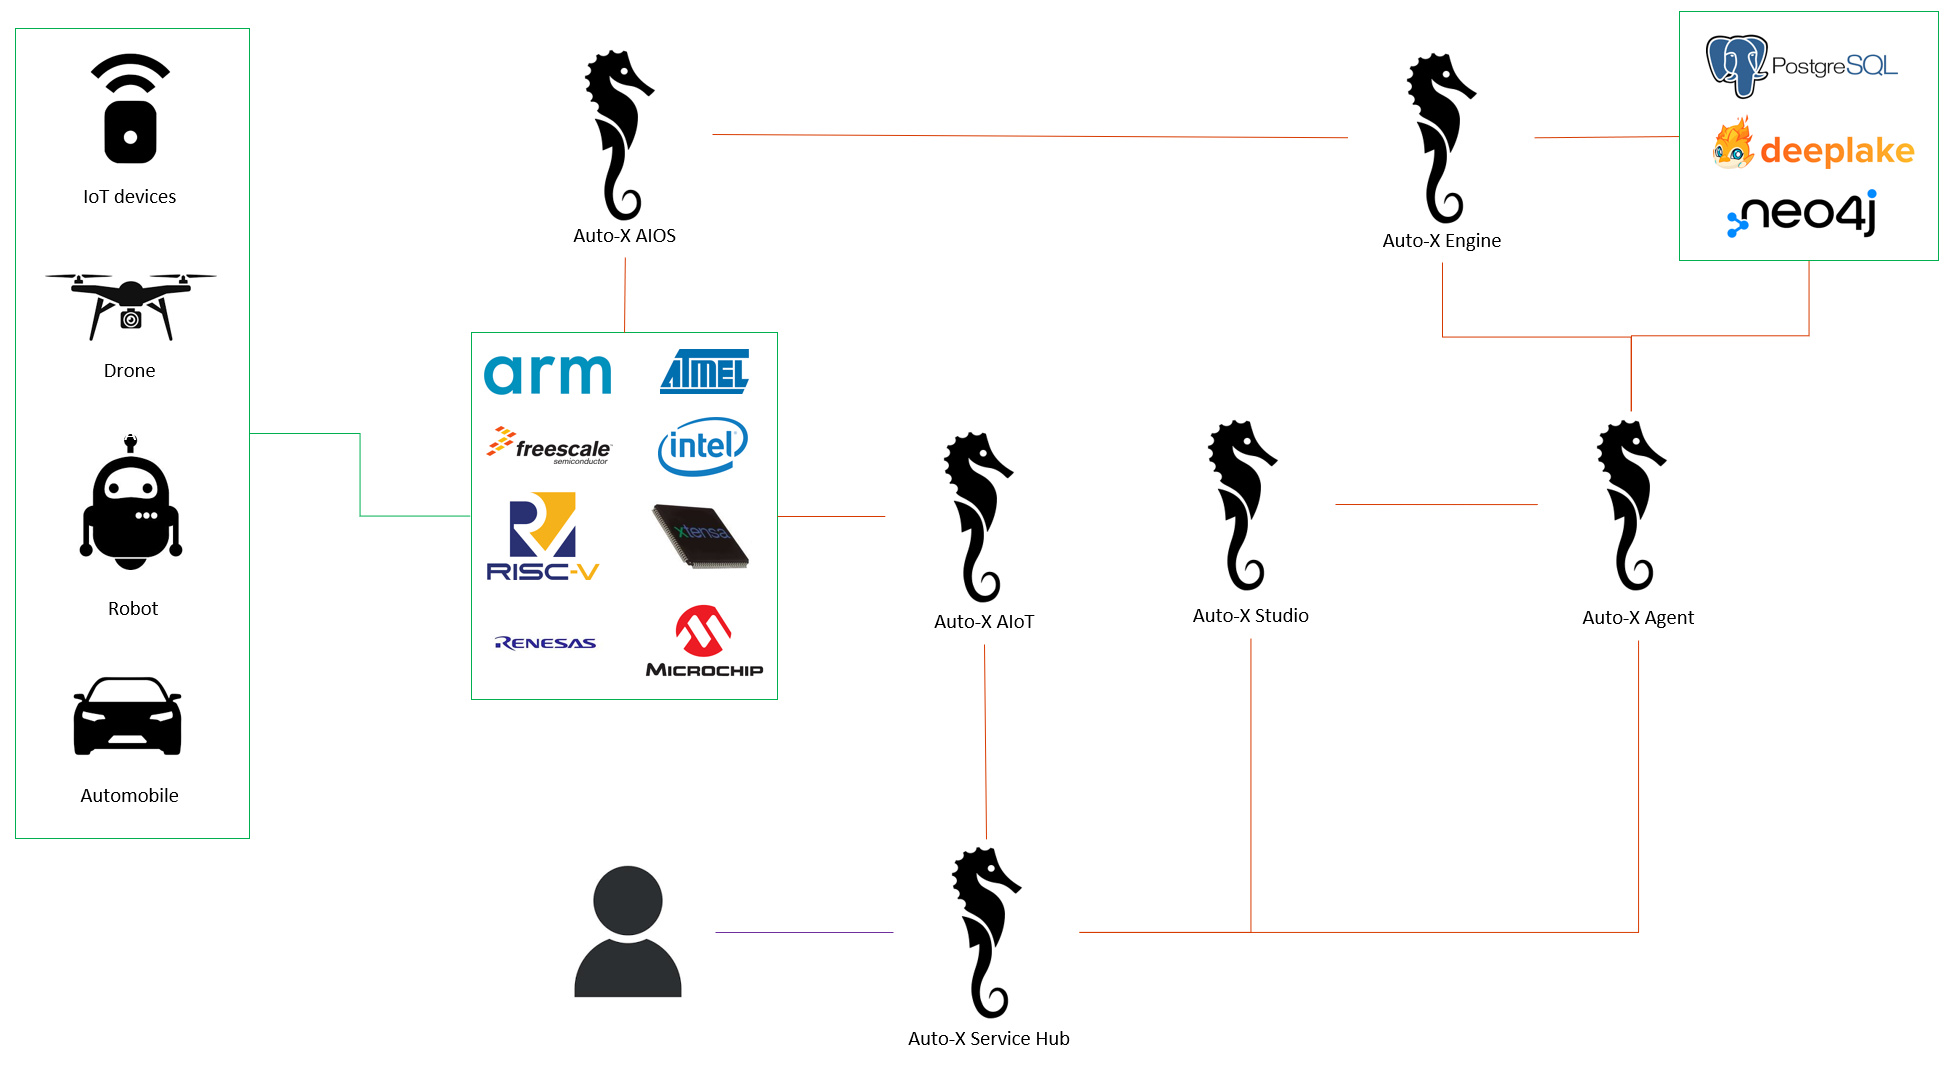 IoT devices
Drone
Robot
Automobile
Auto-X AIOS
arm
ATMEL
freescale
semiconductor
intel
RISC-V
xtensa
RENESAS
MICROCHIP
Auto-X Engine
PostgreSQL
deeplake
neo4j
Auto-X AIoT
Auto-X Studio
Auto-X Agent
Auto-X Service Hub